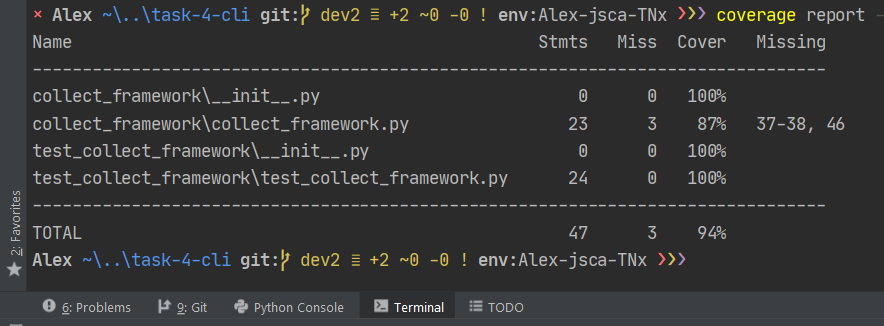 × Alex ~\..\task-4-cli git: dev2 ≡ +2 ~0 -0 ! env:Alex-jsca-TNx ❯❯❯ coverage report -
Name Stmts Miss Cover Missing
--------------------------------------------------------------------------------
collect_framework\__init__.py 0 0 100%
collect_framework\collect_framework.py 23 3 87% 37-38, 46
test_collect_framework\__init__.py 0 0 100%
test_collect_framework\test_collect_framework.py 24 0 100%
--------------------------------------------------------------------------------
TOTAL 47 3 94%
Alex ~\..\task-4-cli git: dev2 ≡ +2 ~0 -0 ! env:Alex-jsca-TNx ❯❯❯
2: Favorites
6: Problems 9: Git Python Console Terminal TODO